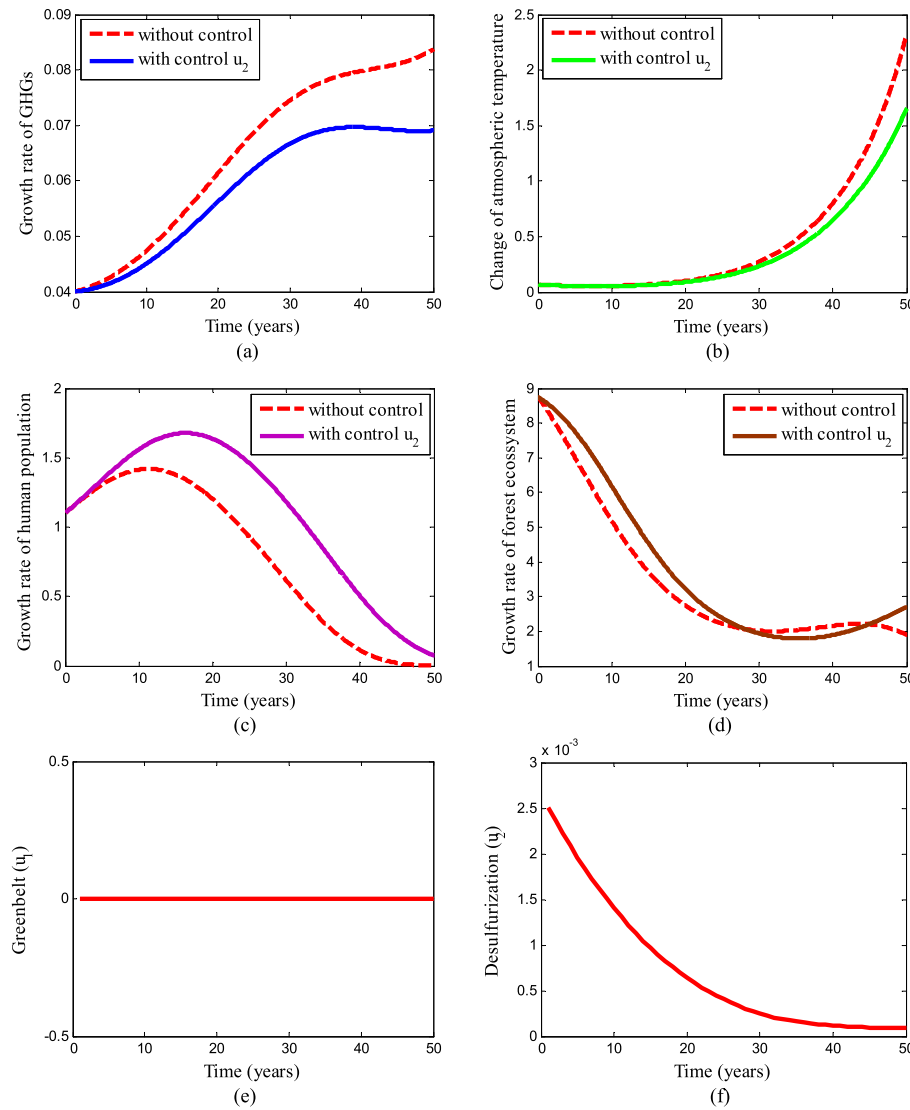 0.09
0.08
0.07
0.06
0.05
0.04
Growth rate of GHGs
without control
with control u2
0 10 20 30 40 50
Time (years)
(a)
2.5
2
1.5
1
0.5
0
Change of atmospheric temperature
without control
with control u2
0 10 20 30 40 50
Time (years)
(b)
2
1.5
1
0.5
0
Growth rate of human population
without control
with control u2
0 10 20 30 40 50
Time (years)
(c)
9
8
7
6
5
4
3
2
1
Growth rate of forest ecosystem
without control
with control u2
0 10 20 30 40 50
Time (years)
(d)
0.5
0
-0.5
Greenbelt (u1)
0 10 20 30 40 50
Time (years)
(e)
x 10-3
3
2.5
2
1.5
1
0.5
0
Desulfurization (u2)
0 10 20 30 40 50
Time (years)
(f)